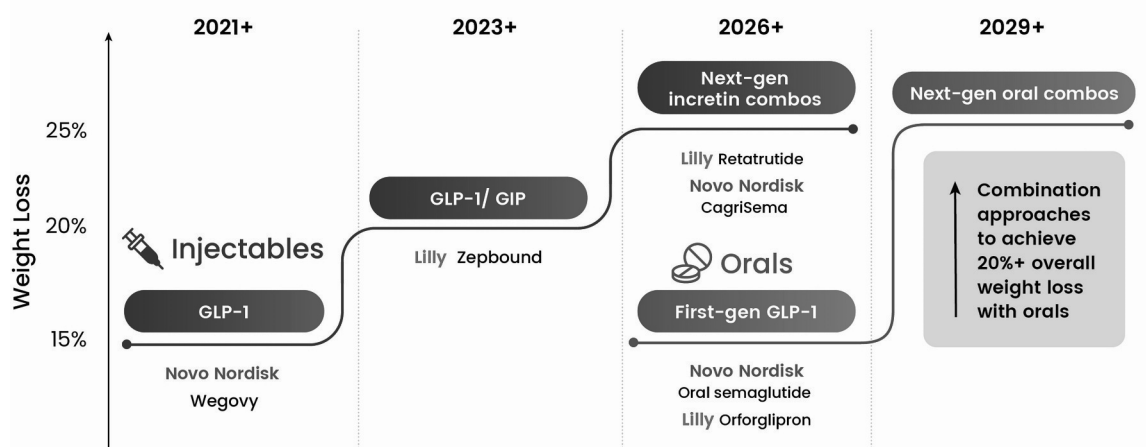 2021+
2023+
2026+
2029+
Weight Loss
25%
20%
15%
Injectables
GLP-1
Novo Nordisk
Wegovy
GLP-1/ GIP
Lilly Zepbound
Next-gen
incretin combos
Lilly Retatrutide
Novo Nordisk
CagriSema
Orals
First-gen GLP-1
Novo Nordisk
Oral semaglutide
Lilly Orforglipron
Next-gen oral combos
Combination
approaches
to achieve
20%+ overall
weight loss
with orals